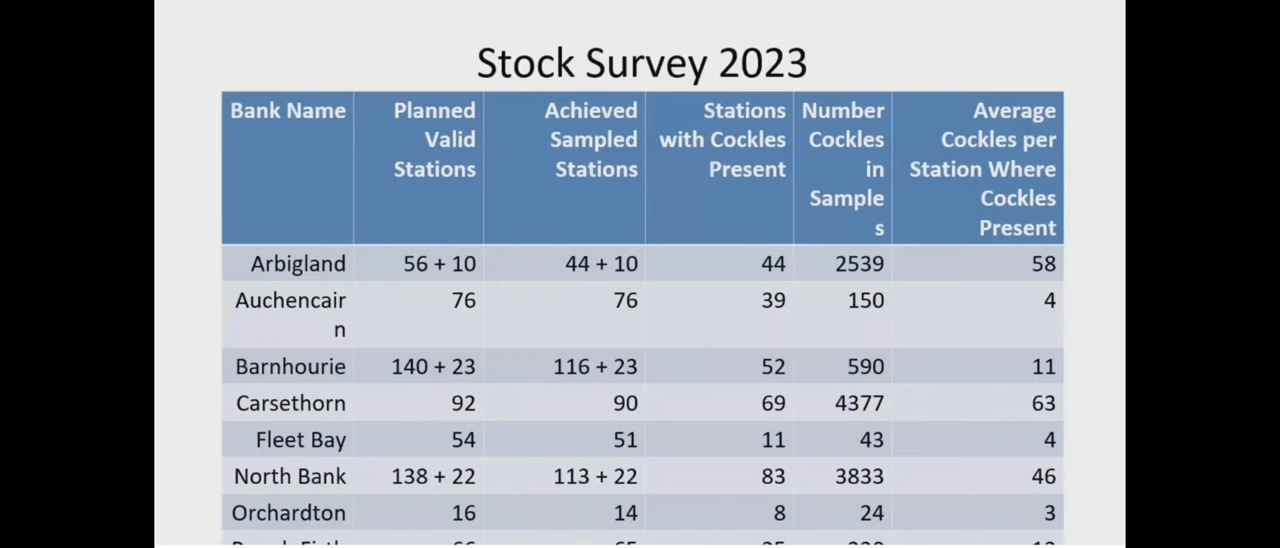 Stock Survey 2023
Bank Name Planned Valid Stations Achieved Sampled Stations Stations with Cockles Present Number Cockles in Samples Average Cockles per Station Where Cockles Present
Arbigland 56 + 10 44 + 10 44 2539 58
Auchencairn 76 76 39 150 4
Barnhourie 140 + 23 116 + 23 52 590 11
Carsethorn 92 90 69 4377 63
Fleet Bay 54 51 11 43 4
North Bank 138 + 22 113 + 22 83 3833 46
Orchardton 16 14 8 24 3